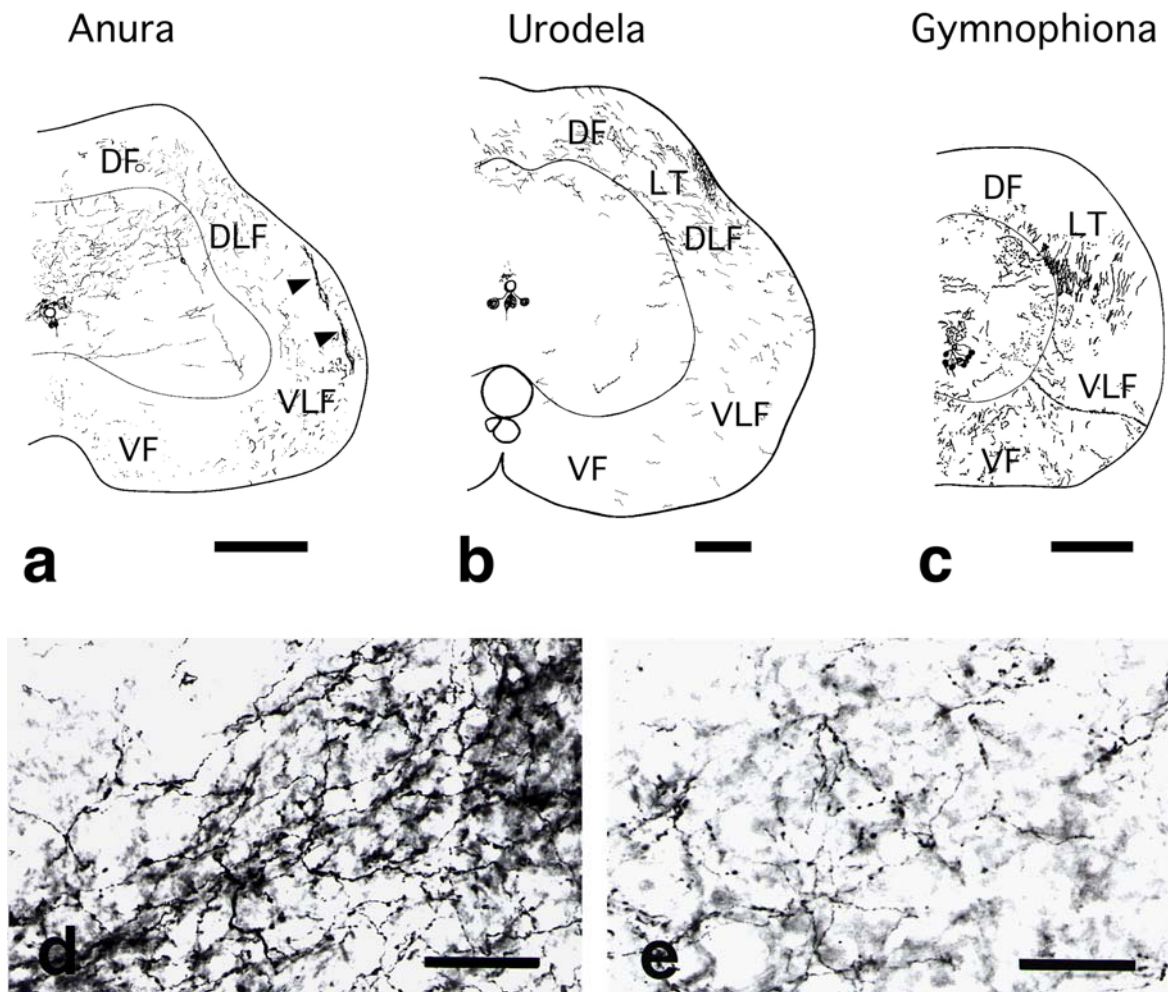 Anura Urodela Gymnophiona
DF
DLF
VLF
VF
a
DF
LT
DLF
VLF
VF
b
DF
LT
VLF
VF
c
d
e